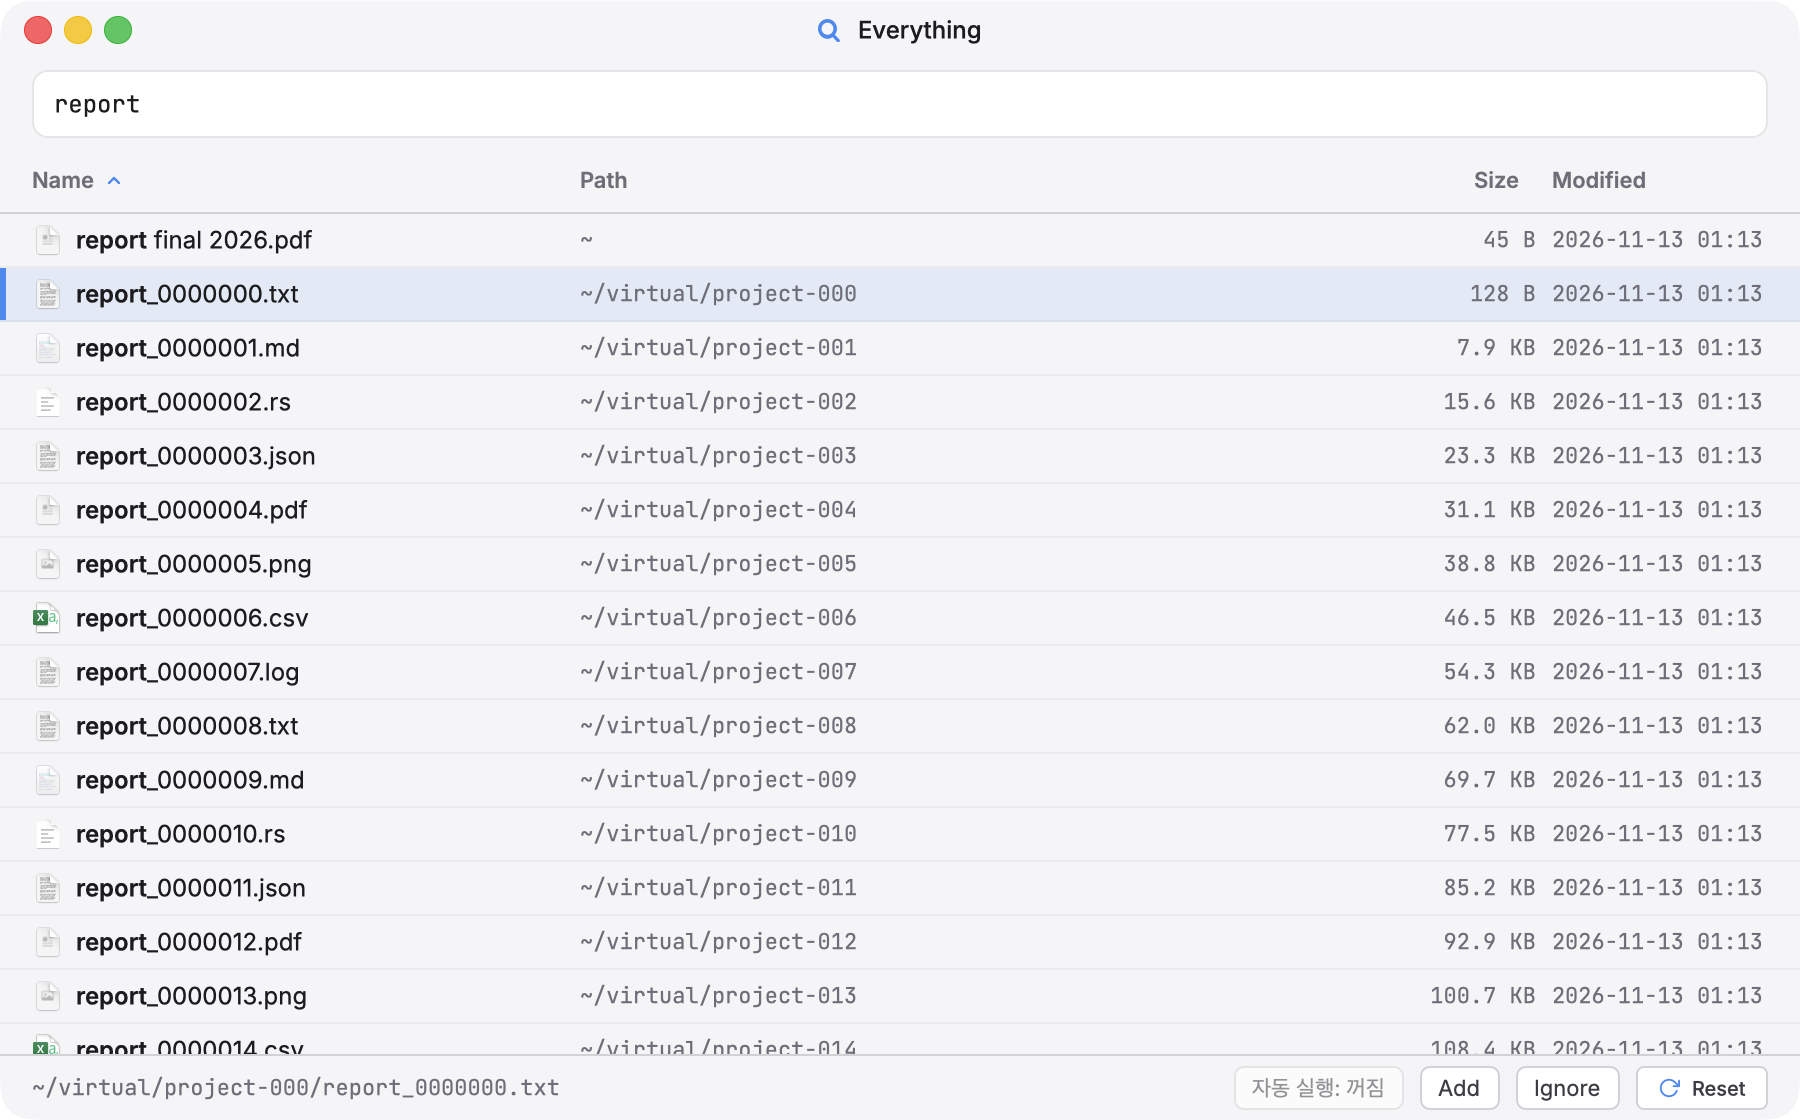 Everything
report
Name Path Size Modified
report final 2026.pdf ~ 45 B 2026-11-13 01:13
report_0000000.txt ~/virtual/project-000 128 B 2026-11-13 01:13
report_0000001.md ~/virtual/project-001 7.9 KB 2026-11-13 01:13
report_0000002.rs ~/virtual/project-002 15.6 KB 2026-11-13 01:13
report_0000003.json ~/virtual/project-003 23.3 KB 2026-11-13 01:13
report_0000004.pdf ~/virtual/project-004 31.1 KB 2026-11-13 01:13
report_0000005.png ~/virtual/project-005 38.8 KB 2026-11-13 01:13
report_0000006.csv ~/virtual/project-006 46.5 KB 2026-11-13 01:13
report_0000007.log ~/virtual/project-007 54.3 KB 2026-11-13 01:13
report_0000008.txt ~/virtual/project-008 62.0 KB 2026-11-13 01:13
report_0000009.md ~/virtual/project-009 69.7 KB 2026-11-13 01:13
report_0000010.rs ~/virtual/project-010 77.5 KB 2026-11-13 01:13
report_0000011.json ~/virtual/project-011 85.2 KB 2026-11-13 01:13
report_0000012.pdf ~/virtual/project-012 92.9 KB 2026-11-13 01:13
report_0000013.png ~/virtual/project-013 100.7 KB 2026-11-13 01:13
report_0000014.csv ~/virtual/project-014 108.4 KB 2026-11-13 01:13
~/virtual/project-000/report_0000000.txt 자동 실행: 꺼짐 Add Ignore Reset